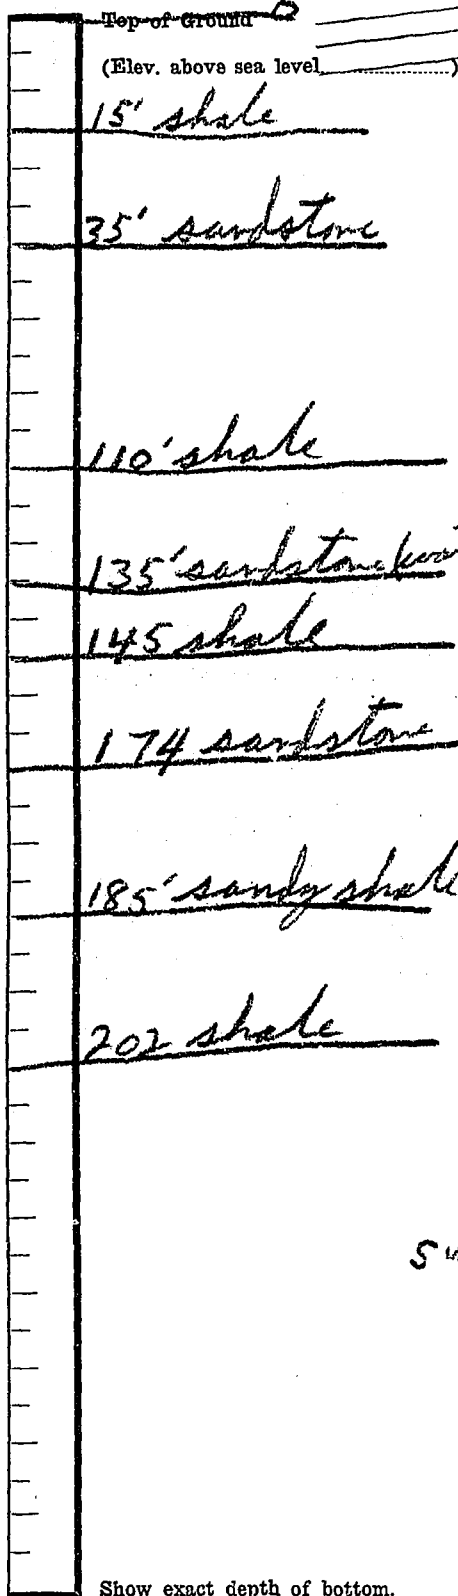 Top of Ground
(Elev. above sea level........................)
15' shale
35' sandstone
110' shale
135' sandstone
145 shale
174 sandstone
185' sandy shale
202 shale
5"
Show exact depth of bottom.